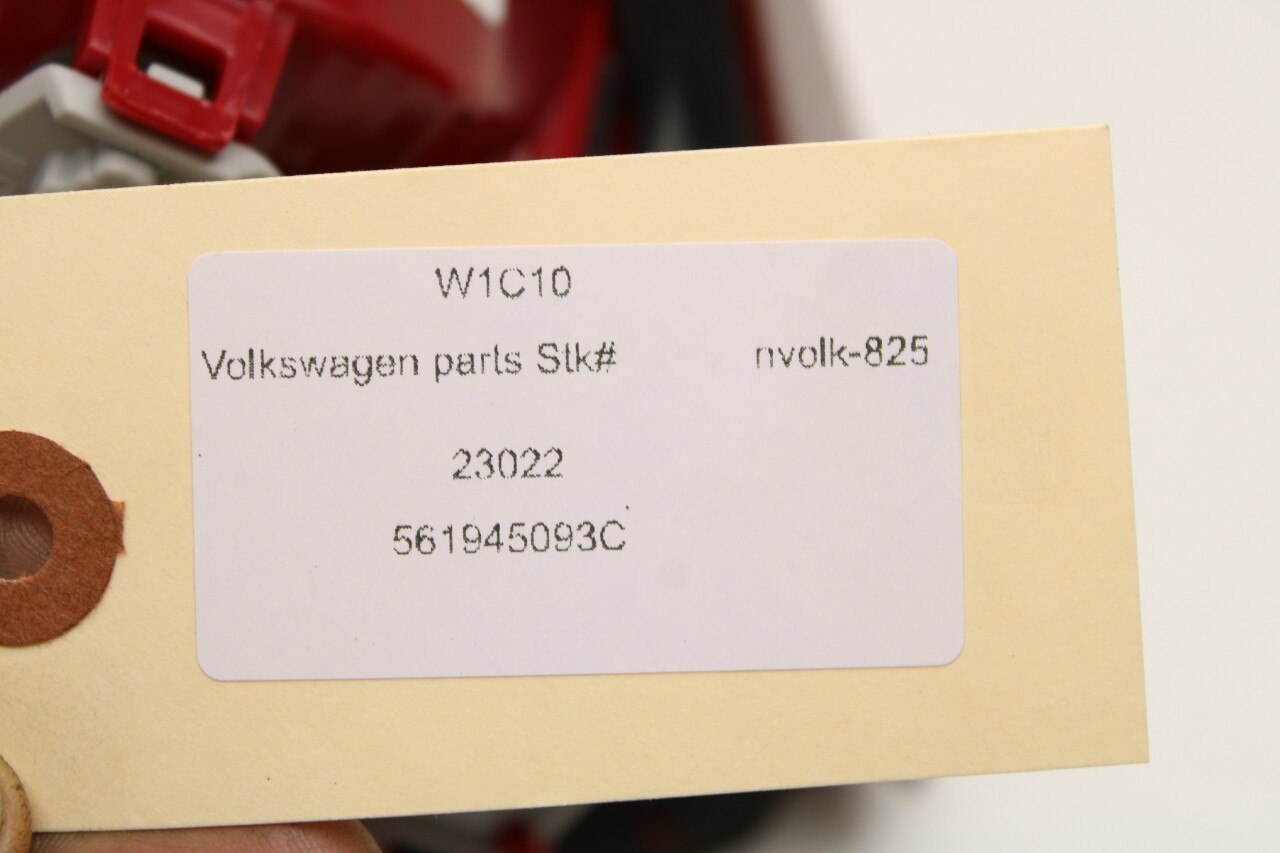 W1C10
Volkswagen parts Stk# nvolk-825
23022
561945093C